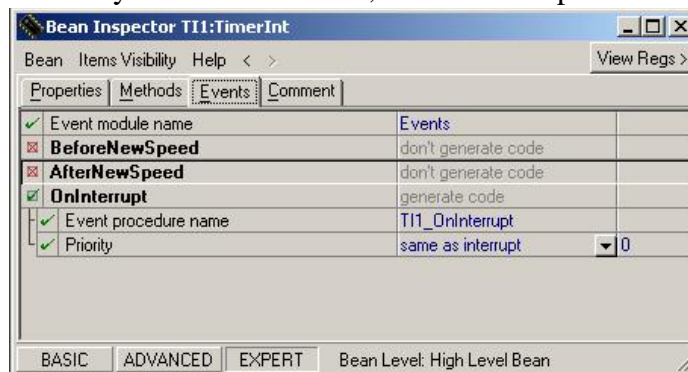 Bean Inspector TI1:TimerInt
Bean Items Visibility Help < > View Regs >
Properties Methods Events Comment
Event module name Events
BeforeNewSpeed don't generate code
AfterNewSpeed don't generate code
OnInterrupt generate code
Event procedure name TI1_OnInterrupt
Priority same as interrupt 0
BASIC ADVANCED EXPERT Bean Level: High Level Bean